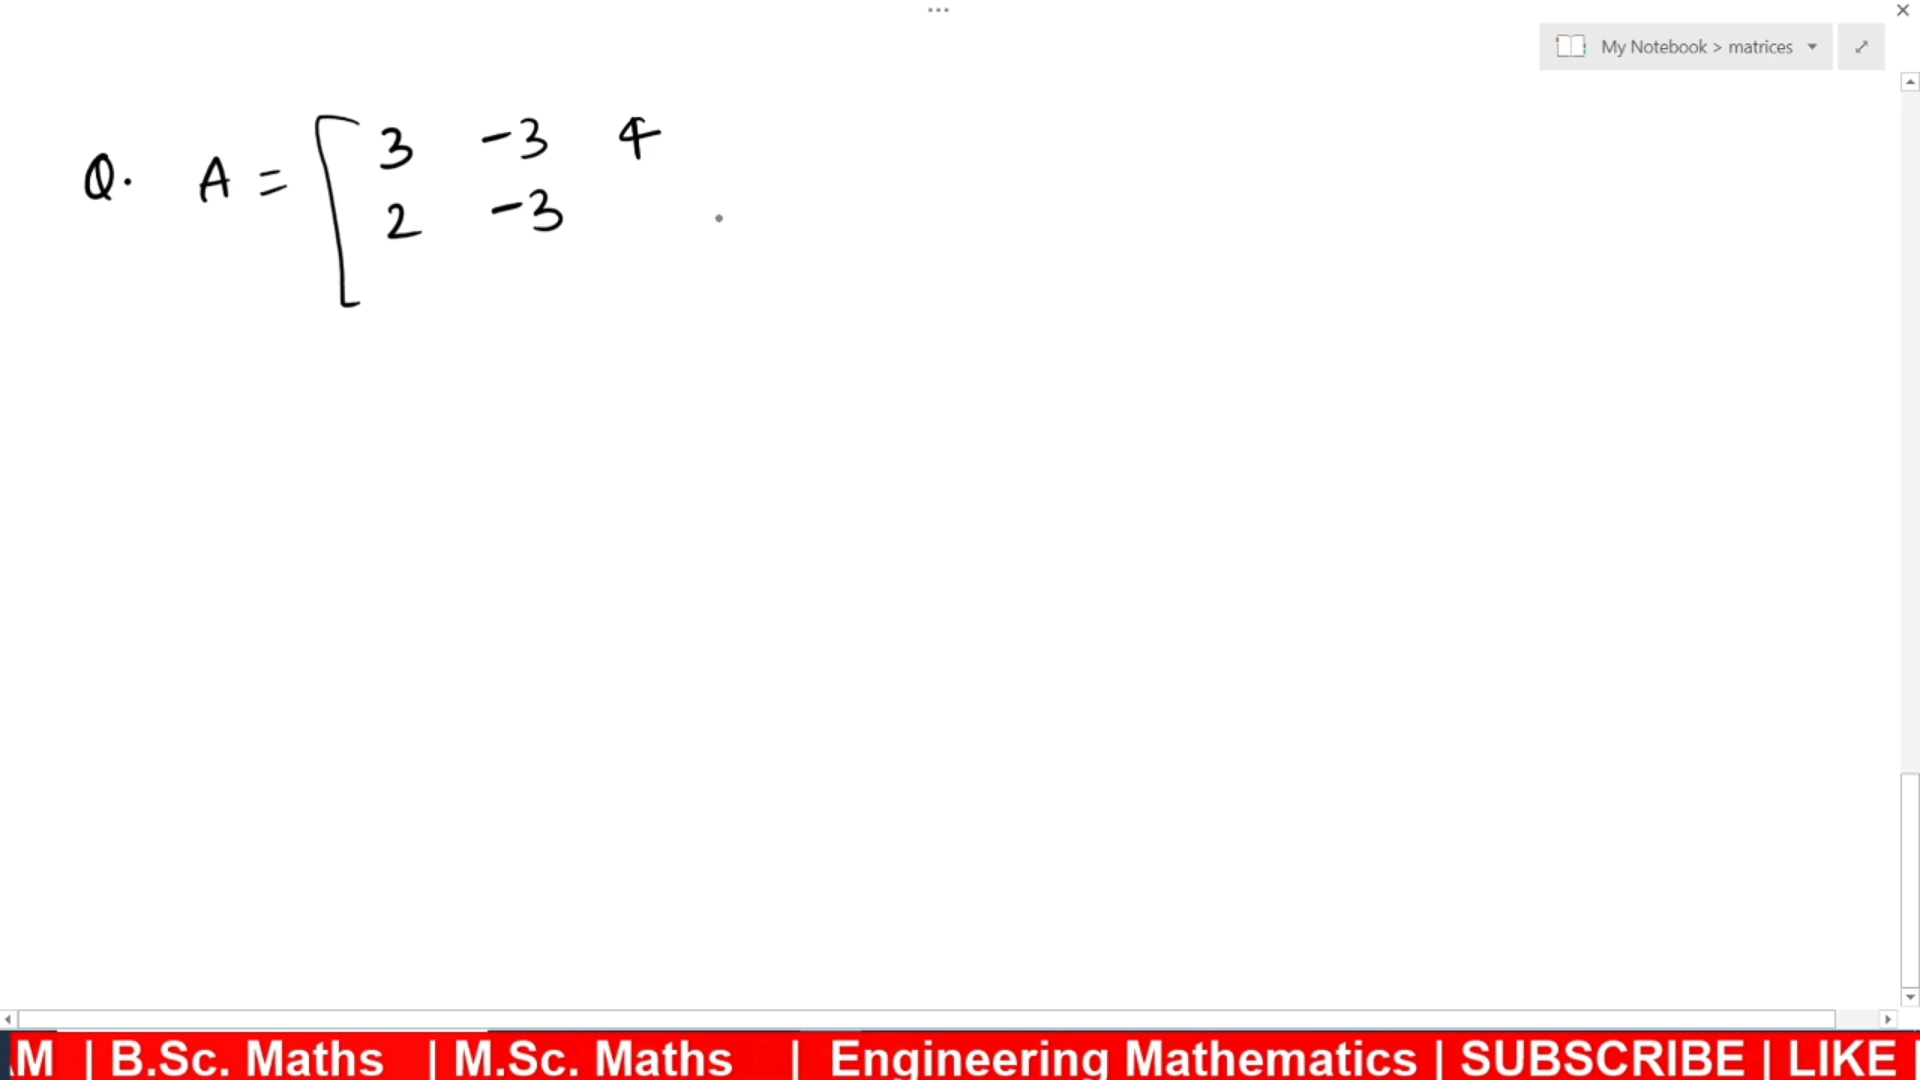 My Notebook > matrices
Q. A = [ 3 -3 4
2 -3
M | B.Sc. Maths | M.Sc. Maths | Engineering Mathematics | SUBSCRIBE | LIKE |